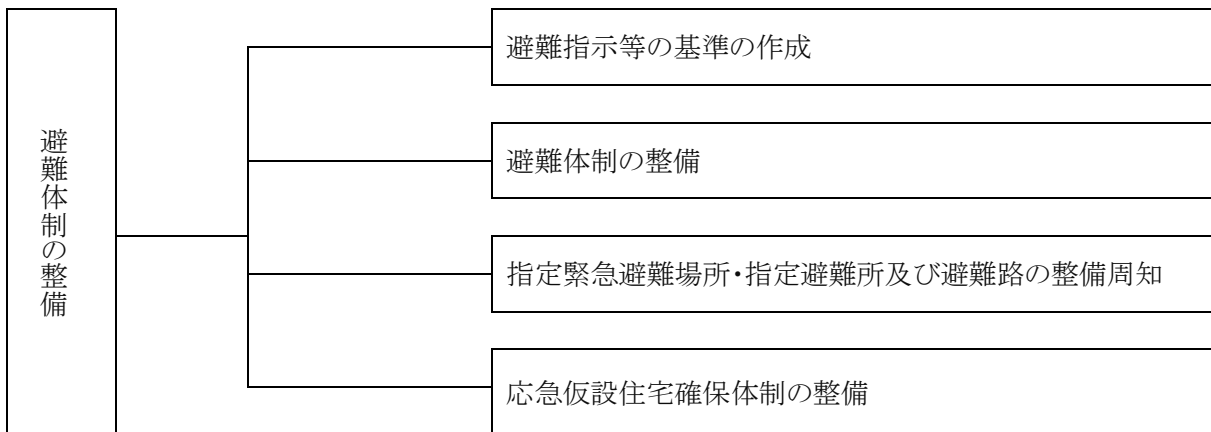 避難体制の整備
避難指示等の基準の作成
避難体制の整備
指定緊急避難場所・指定避難所及び避難路の整備周知
応急仮設住宅確保体制の整備